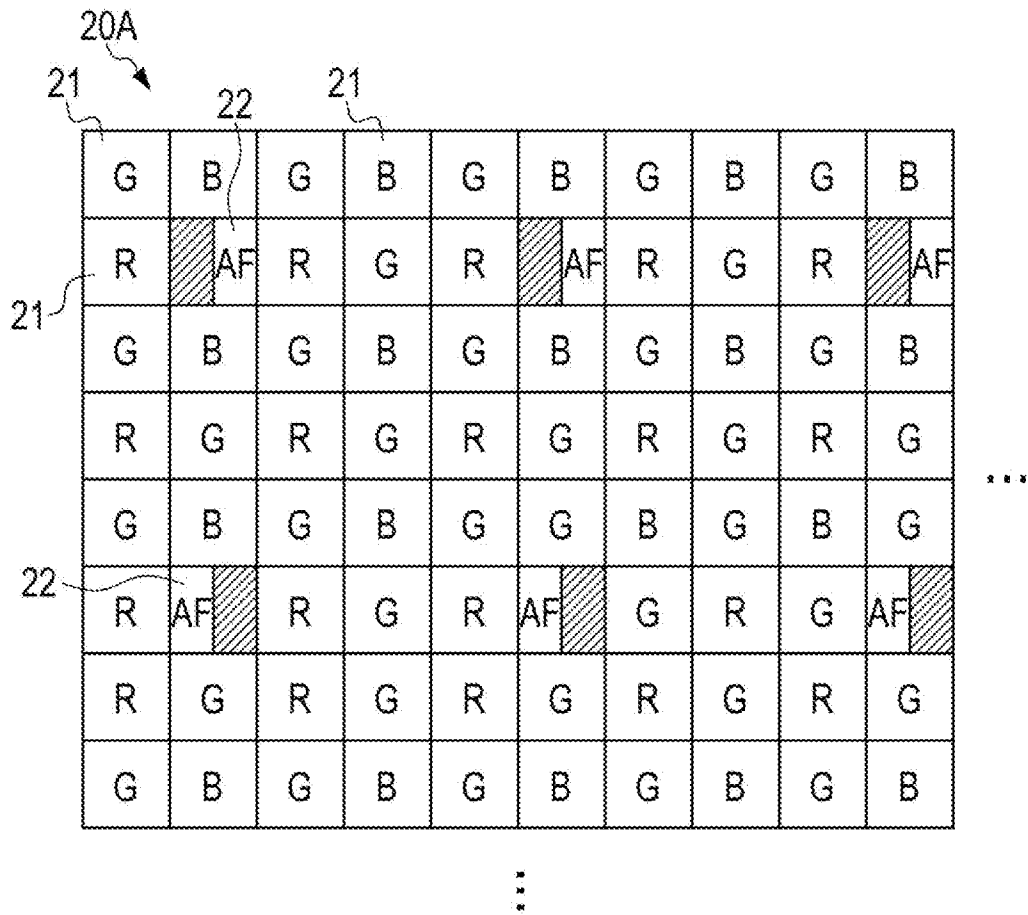 20A
21 22 21
G B G B G B G B G B
R AF R G R AF R G R AF
21
G B G B G B G B G B
R G R G R G R G R G
G B G B G G B G B G
22
R AF R G R AF G R G AF
R G R G R G R G R G
G B G B G B G B G B